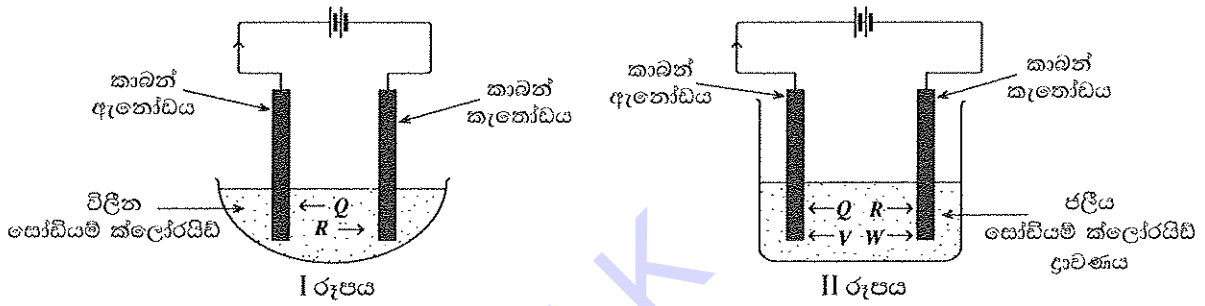 කාබන්
ඇනෝඩය
කාබන්
කැතෝඩය
විලීන
සෝඩියම් ක්ලෝරයිඩ්
Q
R
I රූපය
කාබන්
ඇනෝඩය
කාබන්
කැතෝඩය
Q R
V W
ජලීය
සෝඩියම් ක්ලෝරයිඩ්
ද්‍රාවණය
II රූපය
K